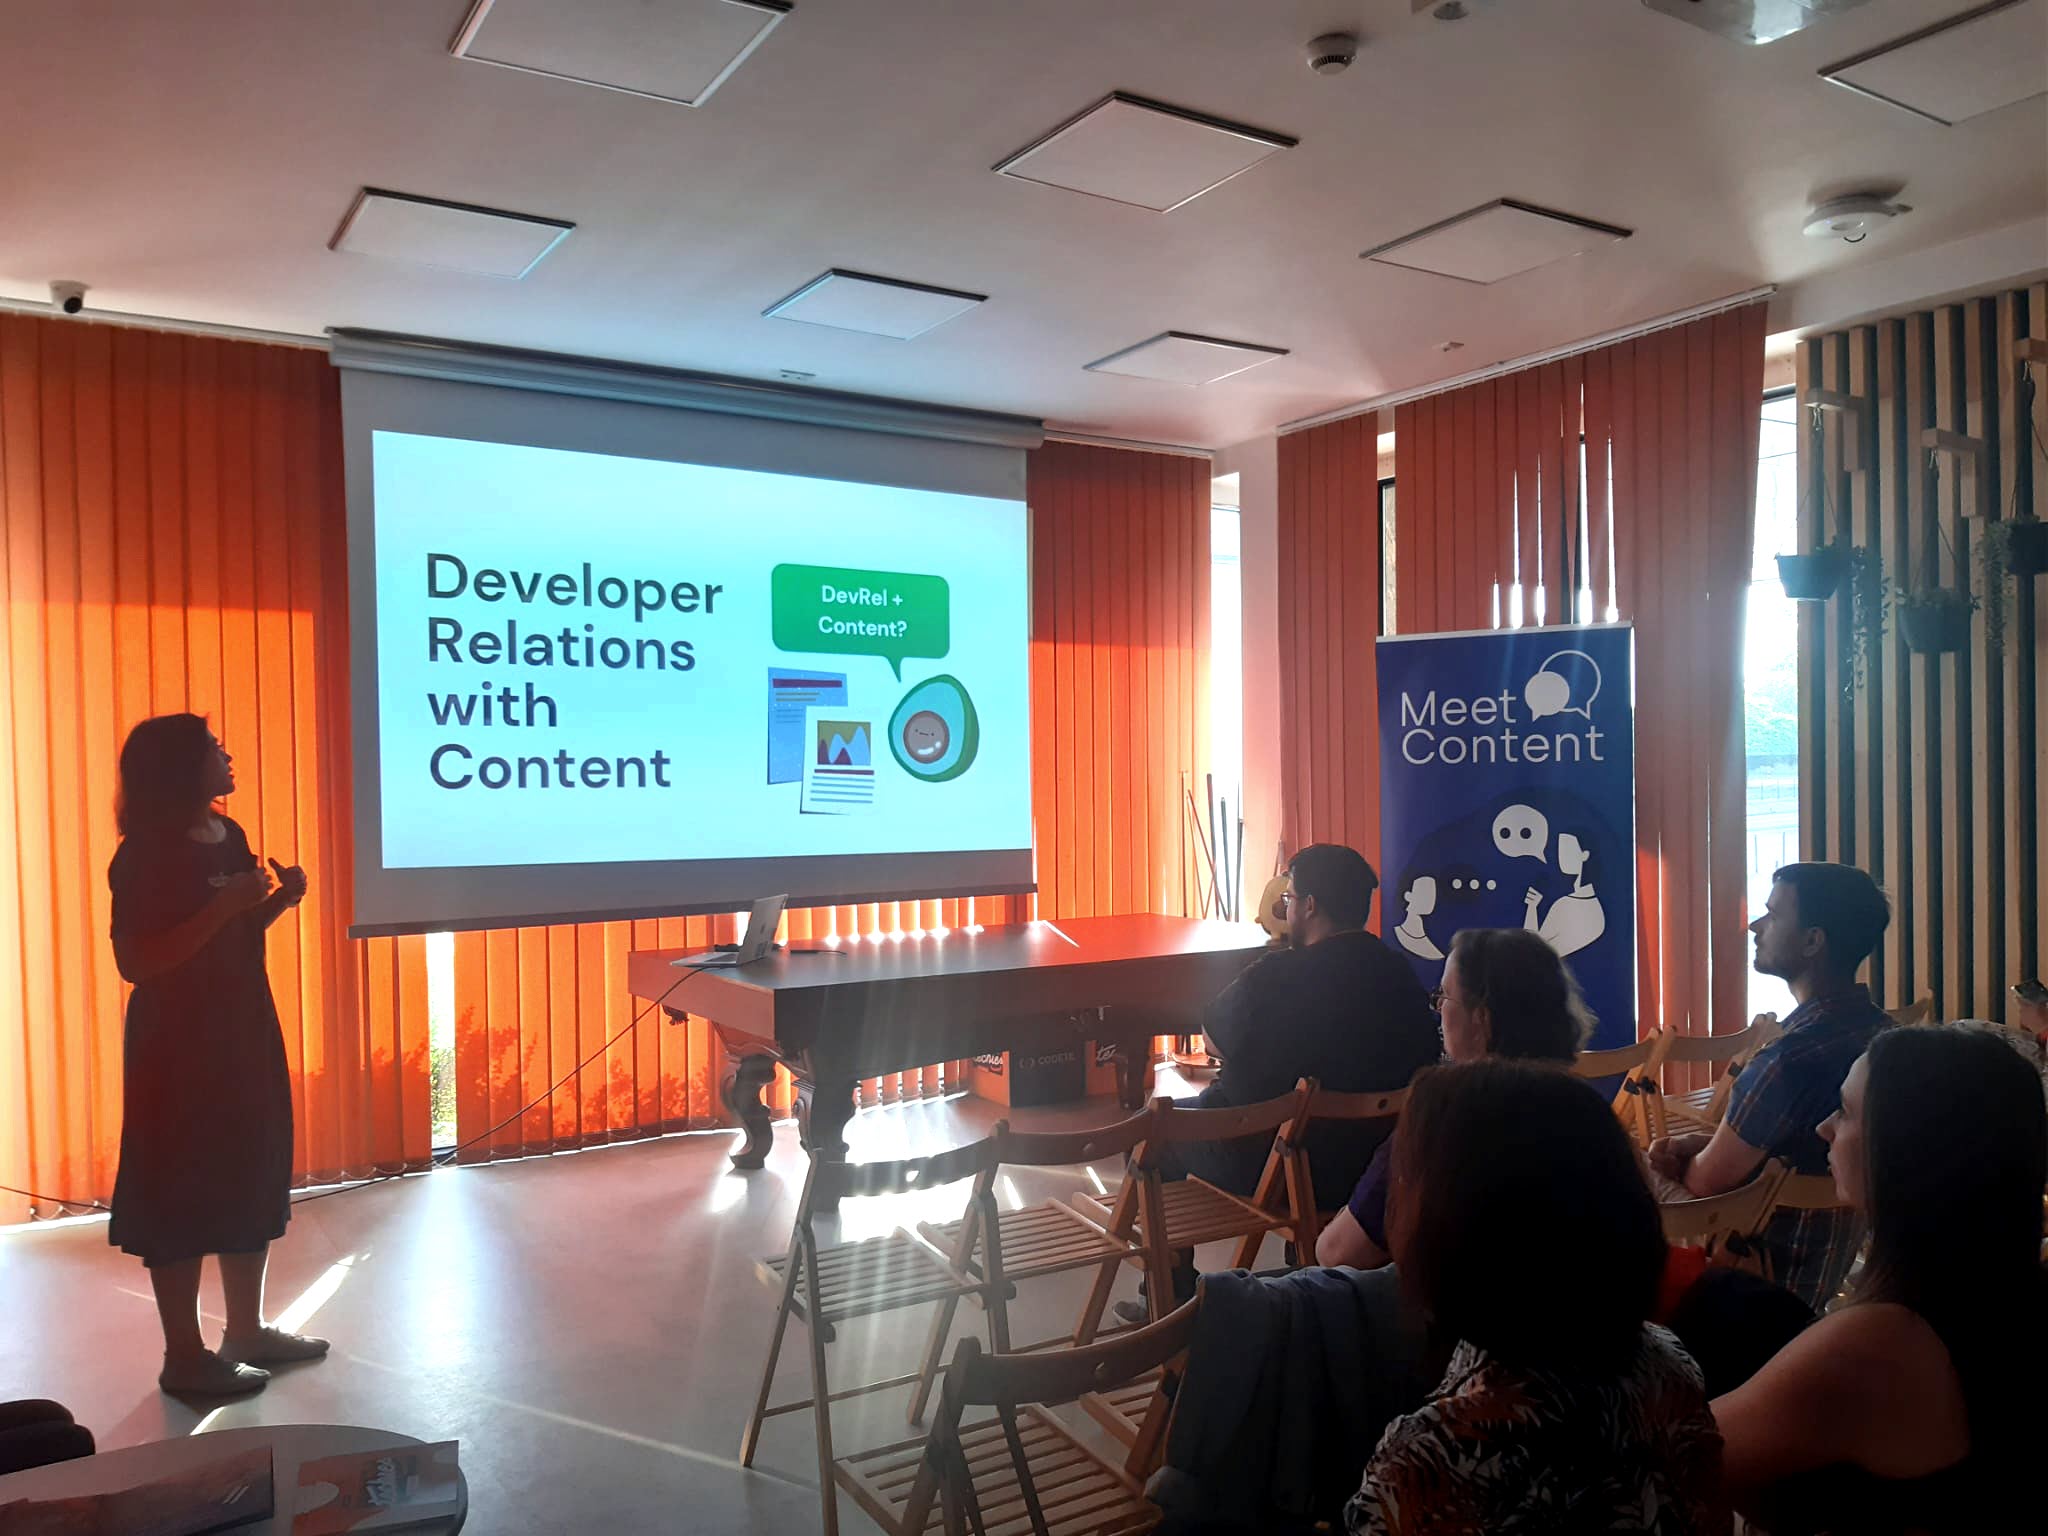 Developer
Relations
with
Content
DevRel +
Content?
Meet
Content
CODETE